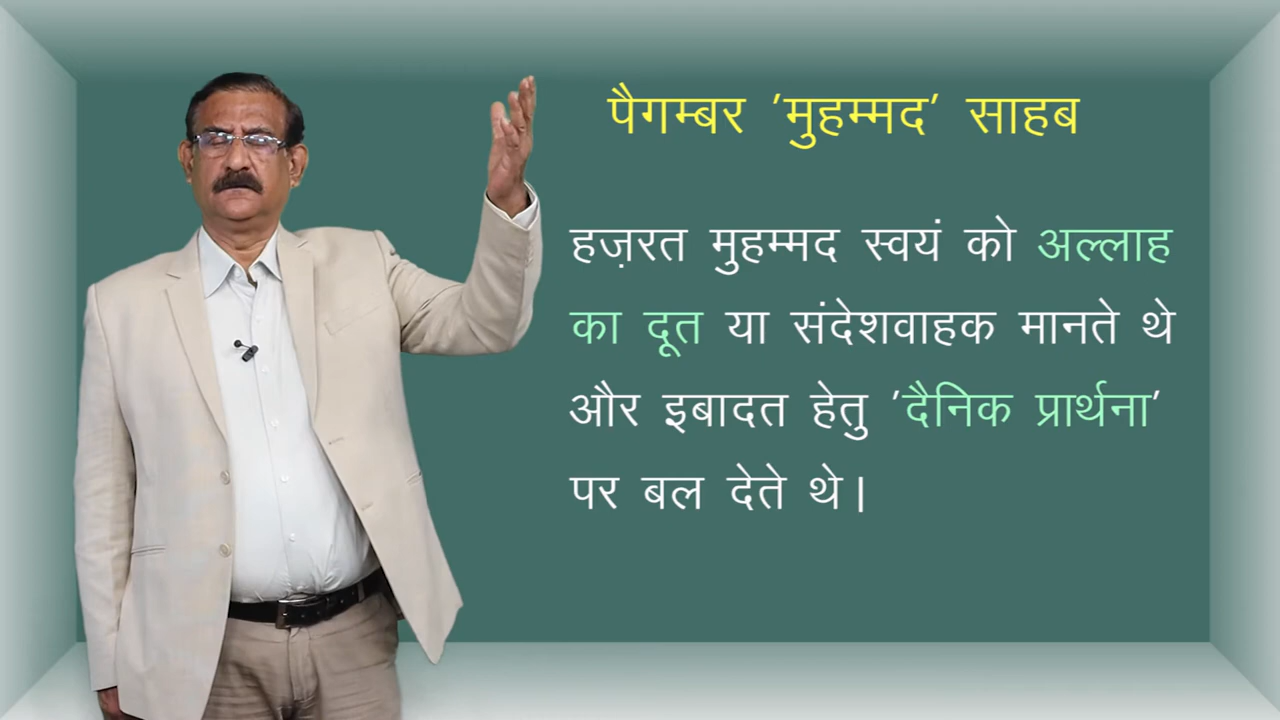 पैगम्बर 'मुहम्मद' साहब
हज़रत मुहम्मद स्वयं को अल्लाह
का दूत या संदेशवाहक मानते थे
और इबादत हेतु 'दैनिक प्रार्थना'
पर बल देते थे।